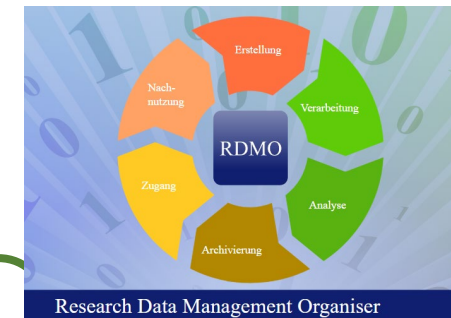 Erstellung
Verarbeitung
Analyse
Archivierung
Zugang
Nach-
nutzung
RDMO
Research Data Management Organiser